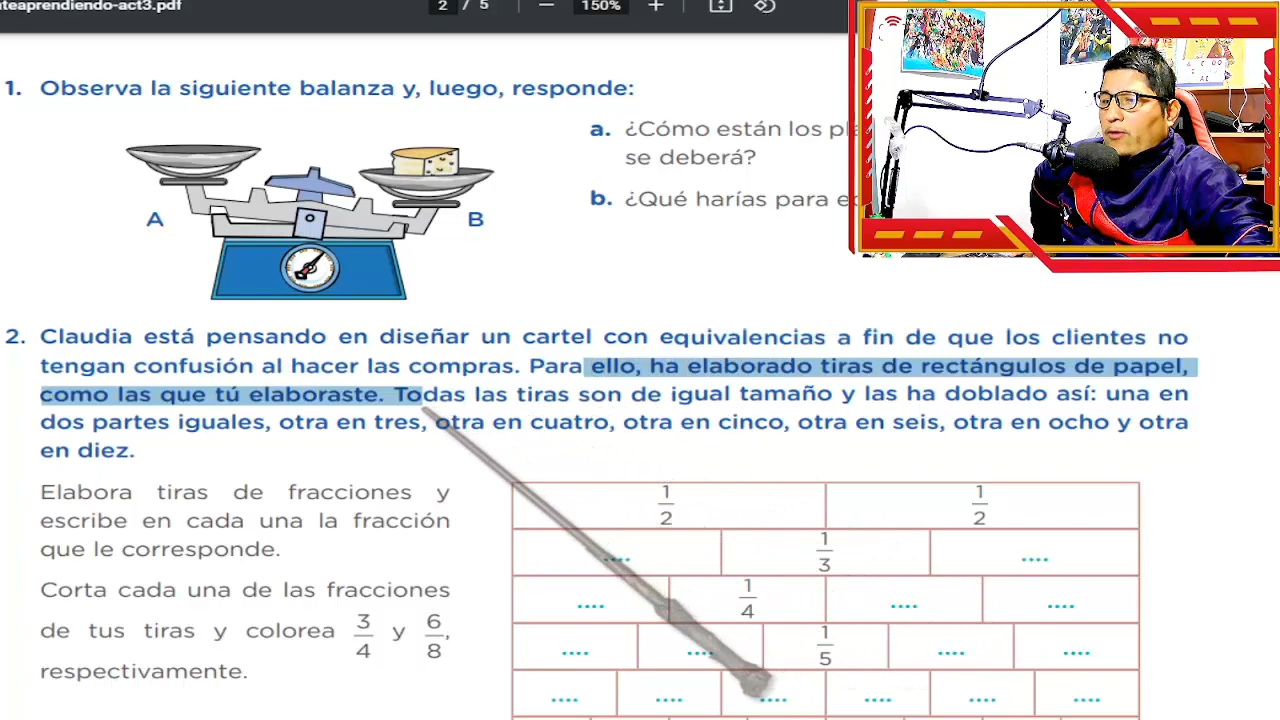 nteaprendiendo-act3.pdf
2 / 5
150%
1. Observa la siguiente balanza y, luego, responde:
a. ¿Cómo están los
se deberá?
b. ¿Qué harías para
A
B
2. Claudia está pensando en diseñar un cartel con equivalencias a fin de que los clientes no
tengan confusión al hacer las compras. Para ello, ha elaborado tiras de rectángulos de papel,
como las que tú elaboraste. Todas las tiras son de igual tamaño y las ha doblado así: una en
dos partes iguales, otra en tres, otra en cuatro, otra en cinco, otra en seis, otra en ocho y otra
en diez.
Elabora tiras de fracciones y
escribe en cada una la fracción
que le corresponde.
Corta cada una de las fracciones
de tus tiras y colorea 3/4 y 6/8,
respectivamente.
1/2 1/2
.... 1/3 ....
.... 1/4 .... ....
.... .... 1/5 .... ....
.... .... .... .... .... ....